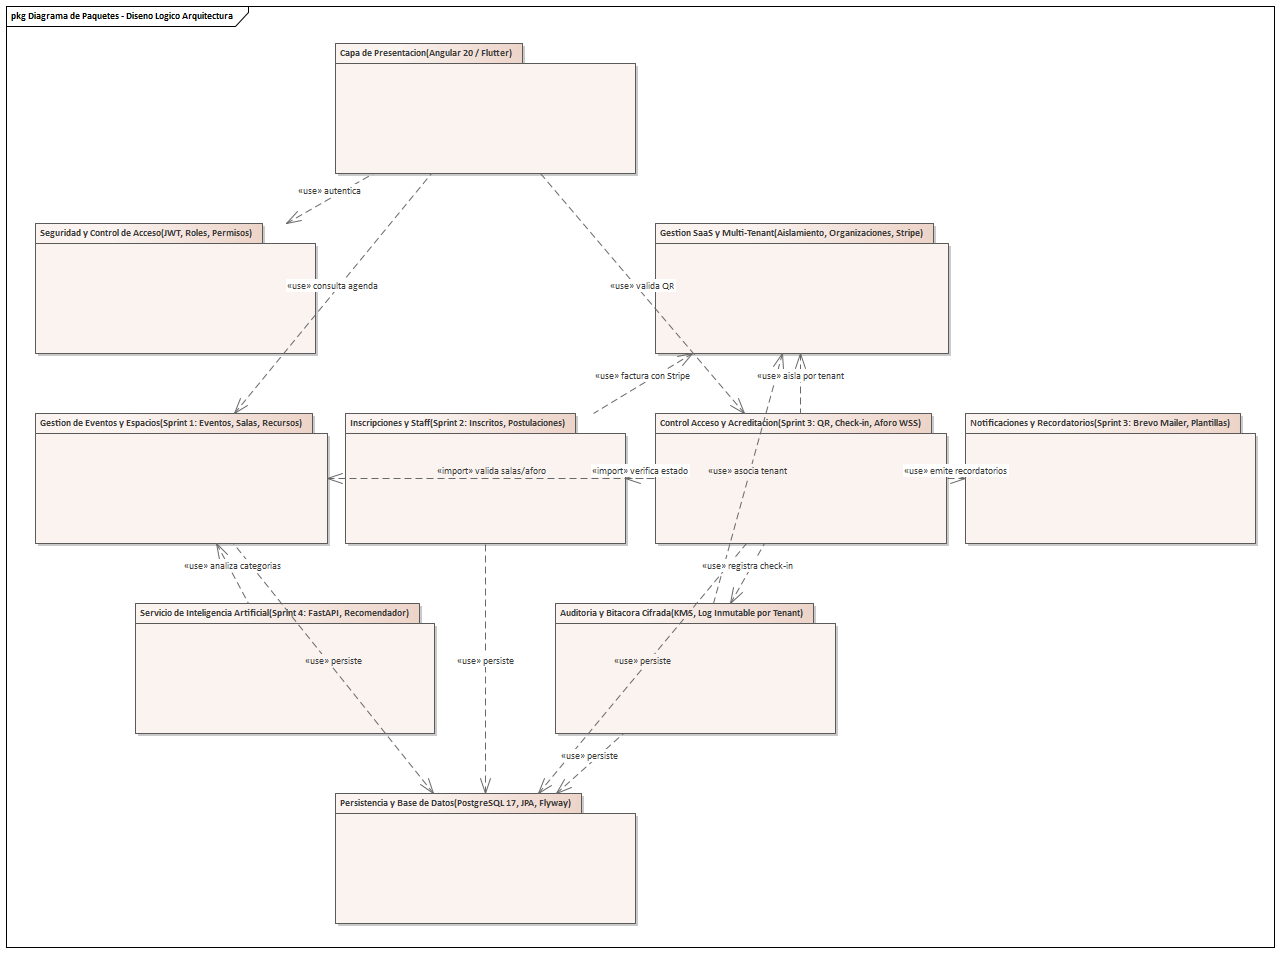 pkg Diagrama de Paquetes - Diseno Logico Arquitectura
Capa de Presentacion(Angular 20 / Flutter)
«use» autentica
Seguridad y Control de Acceso(JWT, Roles, Permisos)
Gestion SaaS y Multi-Tenant(Aislamiento, Organizaciones, Stripe)
«use» consulta agenda
«use» valida QR
«use» factura con Stripe
«use» aisla por tenant
Gestion de Eventos y Espacios(Sprint 1: Eventos, Salas, Recursos)
Inscripciones y Staff(Sprint 2: Inscritos, Postulaciones)
Control Acceso y Acreditacion(Sprint 3: QR, Check-in, Aforo WSS)
Notificaciones y Recordatorios(Sprint 3: Brevo Mailer, Plantillas)
«import» valida salas/aforo
«import» verifica estado
«use» asocia tenant
«use» emite recordatorios
«use» analiza categorias
«use» registra check-in
Servicio de Inteligencia Artificial(Sprint 4: FastAPI, Recomendador)
Auditoria y Bitacora Cifrada(KMS, Log Inmutable por Tenant)
«use» persiste
«use» persiste
«use» persiste
«use» persiste
Persistencia y Base de Datos(PostgreSQL 17, JPA, Flyway)